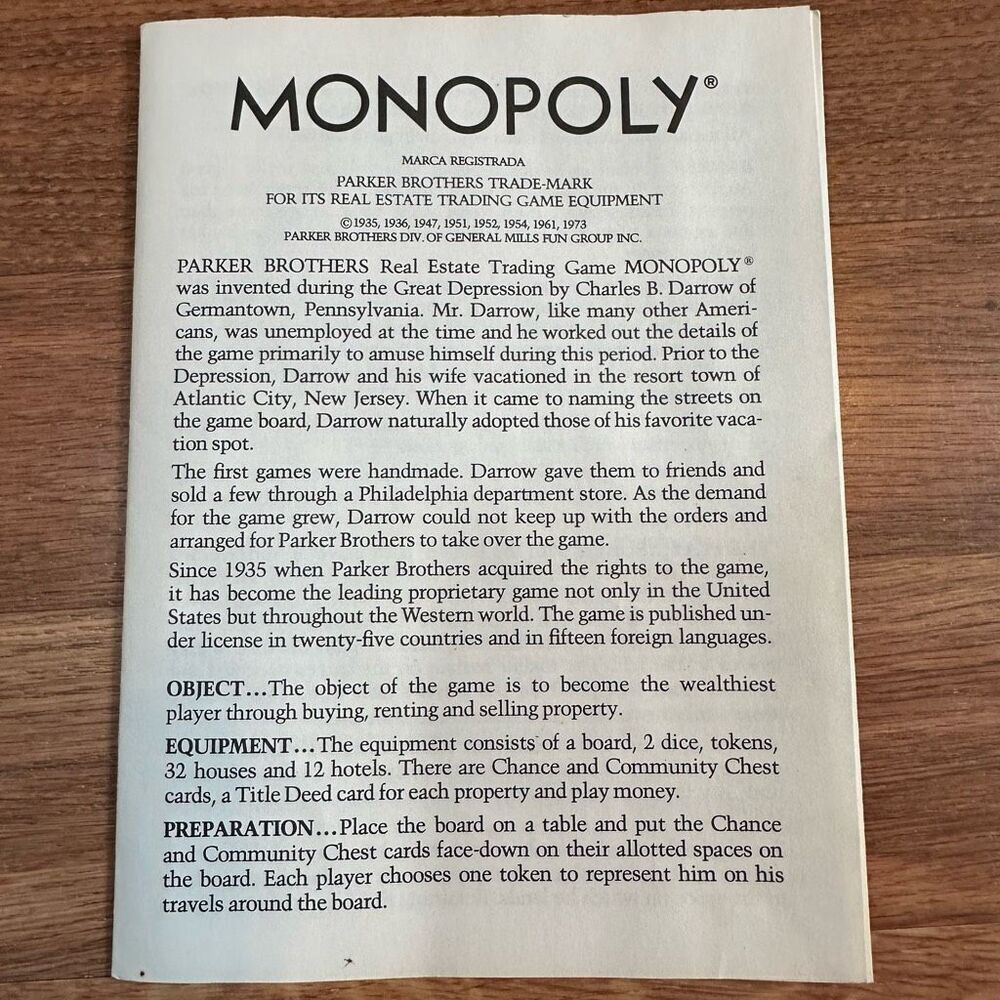 MONOPOLY®
MARCA REGISTRADA
PARKER BROTHERS TRADE-MARK
FOR ITS REAL ESTATE TRADING GAME EQUIPMENT
©1935, 1936, 1947, 1951, 1952, 1954, 1961, 1973
PARKER BROTHERS DIV. OF GENERAL MILLS FUN GROUP INC.
PARKER BROTHERS Real Estate Trading Game MONOPOLY®
was invented during the Great Depression by Charles B. Darrow of
Germantown, Pennsylvania. Mr. Darrow, like many other Ameri-
cans, was unemployed at the time and he worked out the details of
the game primarily to amuse himself during this period. Prior to the
Depression, Darrow and his wife vacationed in the resort town of
Atlantic City, New Jersey. When it came to naming the streets on
the game board, Darrow naturally adopted those of his favorite vaca-
tion spot.
The first games were handmade. Darrow gave them to friends and
sold a few through a Philadelphia department store. As the demand
for the game grew, Darrow could not keep up with the orders and
arranged for Parker Brothers to take over the game.
Since 1935 when Parker Brothers acquired the rights to the game,
it has become the leading proprietary game not only in the United
States but throughout the Western world. The game is published un-
der license in twenty-five countries and in fifteen foreign languages.
OBJECT...The object of the game is to become the wealthiest
player through buying, renting and selling property.
EQUIPMENT...The equipment consists of a board, 2 dice, tokens,
32 houses and 12 hotels. There are Chance and Community Chest
cards, a Title Deed card for each property and play money.
PREPARATION...Place the board on a table and put the Chance
and Community Chest cards face-down on their allotted spaces on
the board. Each player chooses one token to represent him on his
travels around the board.